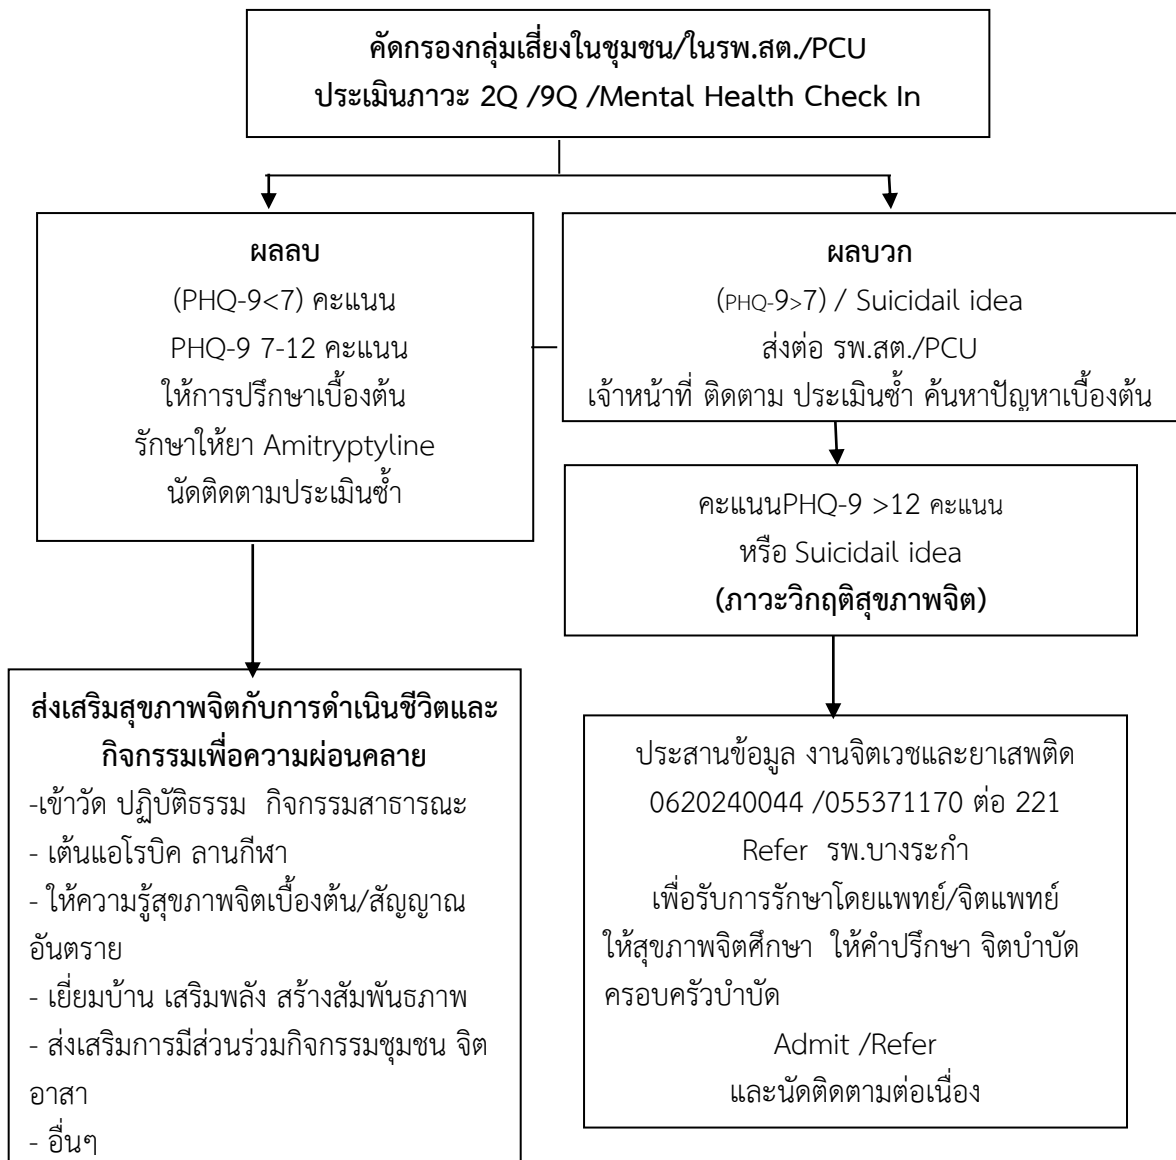 คัดกรองกลุ่มเสี่ยงในชุมชน/ในรพ.สต./PCU
ประเมินภาวะ 2Q /9Q /Mental Health Check In
ผลลบ
(PHQ-9<7) คะแนน
PHQ-9 7-12 คะแนน
ให้การปรึกษาเบื้องต้น
รักษาให้ยา Amitryptyline
นัดติดตามประเมินซ้ำ
ผลบวก
(PHQ-9>7) / Suicidail idea
ส่งต่อ รพ.สต./PCU
เจ้าหน้าที่ ติดตาม ประเมินซ้ำ ค้นหาปัญหาเบื้องต้น
คะแนนPHQ-9 >12 คะแนน
หรือ Suicidail idea
(ภาวะวิกฤติสุขภาพจิต)
ส่งเสริมสุขภาพจิตกับการดำเนินชีวิตและ
กิจกรรมเพื่อความผ่อนคลาย
-เข้าวัด ปฏิบัติธรรม กิจกรรมสาธารณะ
- เต้นแอโรบิค ลานกีฬา
- ให้ความรู้สุขภาพจิตเบื้องต้น/สัญญาณ
อันตราย
- เยี่ยมบ้าน เสริมพลัง สร้างสัมพันธภาพ
- ส่งเสริมการมีส่วนร่วมกิจกรรมชุมชน จิต
อาสา
- อื่นๆ
ประสานข้อมูล งานจิตเวชและยาเสพติด
0620240044 /055371170 ต่อ 221
Refer รพ.บางระกำ
เพื่อรับการรักษาโดยแพทย์/จิตแพทย์
ให้สุขภาพจิตศึกษา ให้คำปรึกษา จิตบำบัด
ครอบครัวบำบัด
Admit /Refer
และนัดติดตามต่อเนื่อง